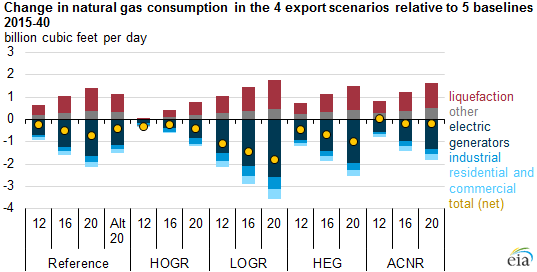 Change in natural gas consumption in the 4 export scenarios relative to 5 baselines
2015-40
billion cubic feet per day
3
2
1
0
-1
-2
-3
-4
liquefaction
other
electric
generators
industrial
residential and
commercial
total (net)
12 16 20 Alt 20 12 16 20 12 16 20 12 16 20 12 16 20
Reference HOGR LOGR HEG ACNR
eia